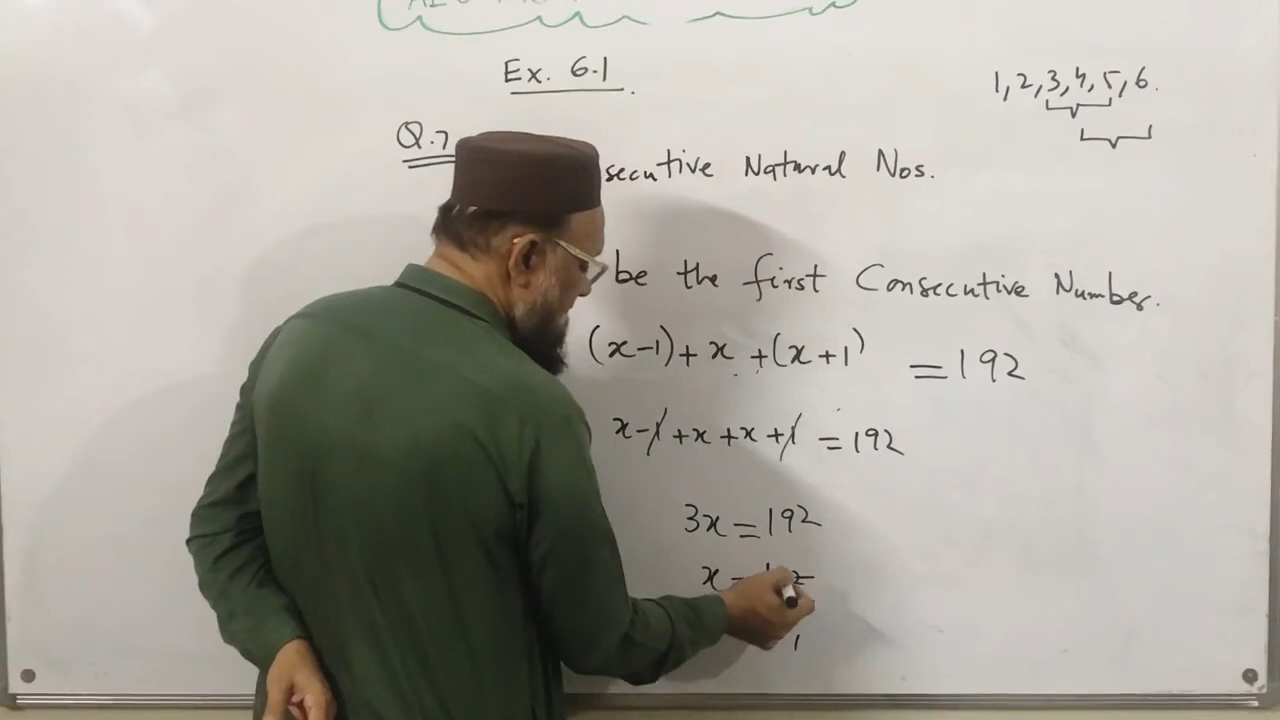 Ex. 6.1
1, 2, 3, 4, 5, 6.
Q.7
secutive Natural Nos.
be the first Consecutive Number.
(x-1) + x + (x+1) = 192
x-1 + x + x + 1 = 192
3x = 192
x =